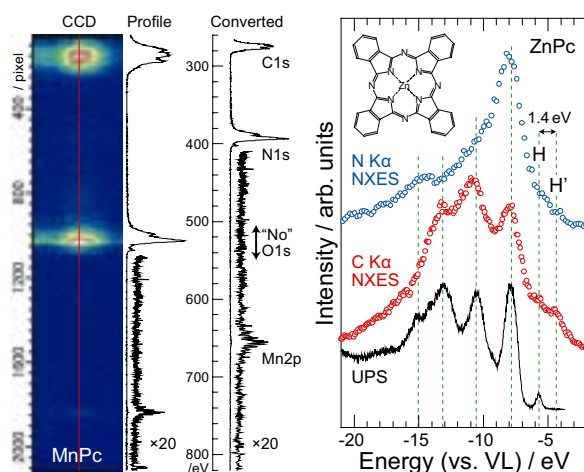 CCD
Profile
Converted
/ pixel
400
800
1200
1600
2000
MnPc
×20
300
400
500
600
700
800
/eV
C1s
N1s
“No”
O1s
Mn2p
×20
ZnPc
N
N
N
N
N
N
N
N
Zn
1.4 eV
H
H’
N Kα
NXES
C Kα
NXES
UPS
Intensity / arb. units
-20
-15
-10
-5
Energy (vs. VL) / eV